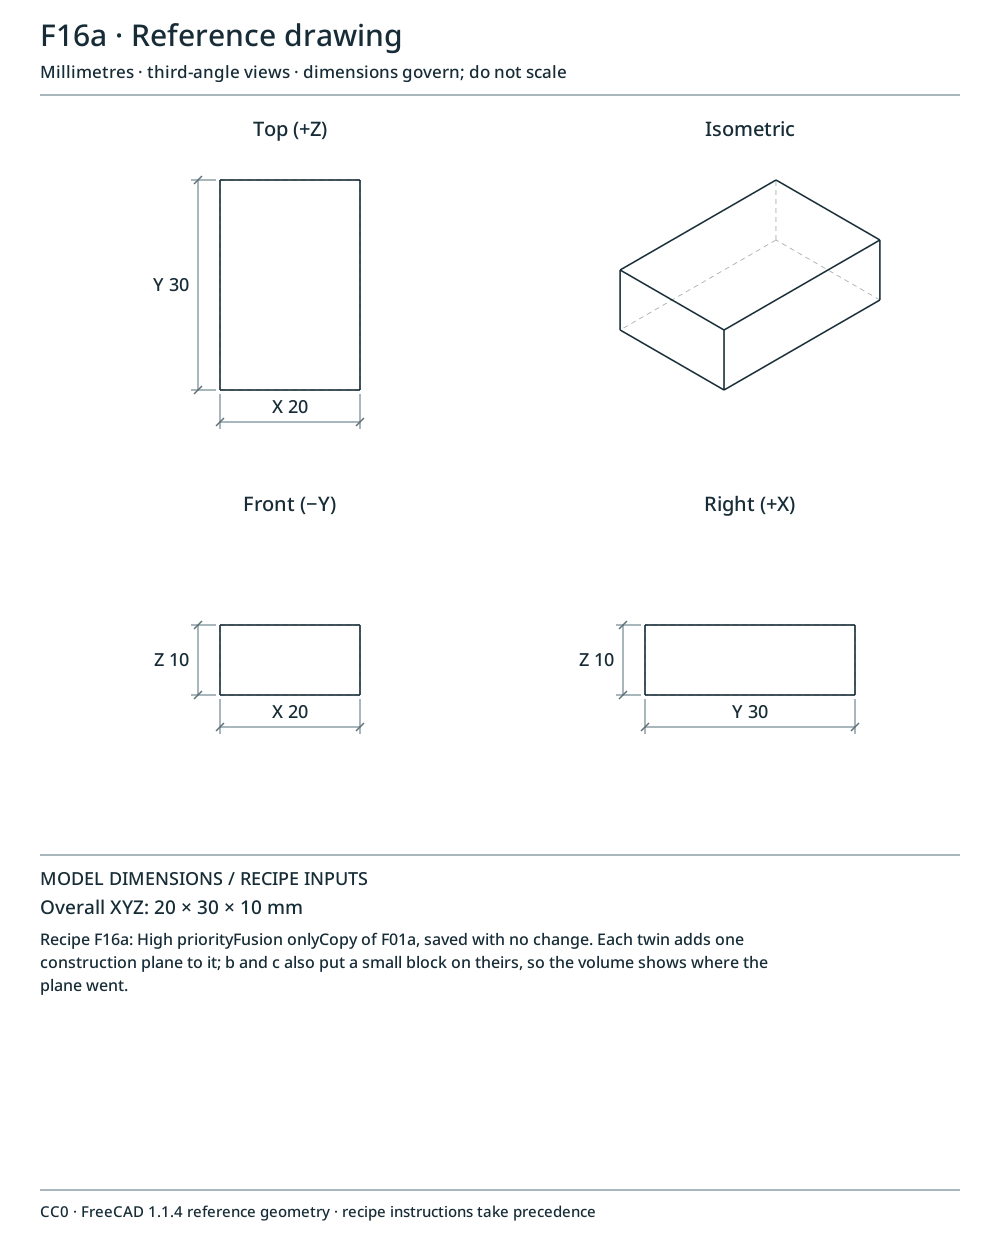 F16a · Reference drawing
Millimetres · third-angle views · dimensions govern; do not scale
Top (+Z)
Isometric
Y 30
X 20
Front (−Y)
Right (+X)
Z 10
X 20
Z 10
Y 30
MODEL DIMENSIONS / RECIPE INPUTS
Overall XYZ: 20 × 30 × 10 mm
Recipe F16a: High priorityFusion onlyCopy of F01a, saved with no change. Each twin adds one
construction plane to it; b and c also put a small block on theirs, so the volume shows where the
plane went.
CC0 · FreeCAD 1.1.4 reference geometry · recipe instructions take precedence